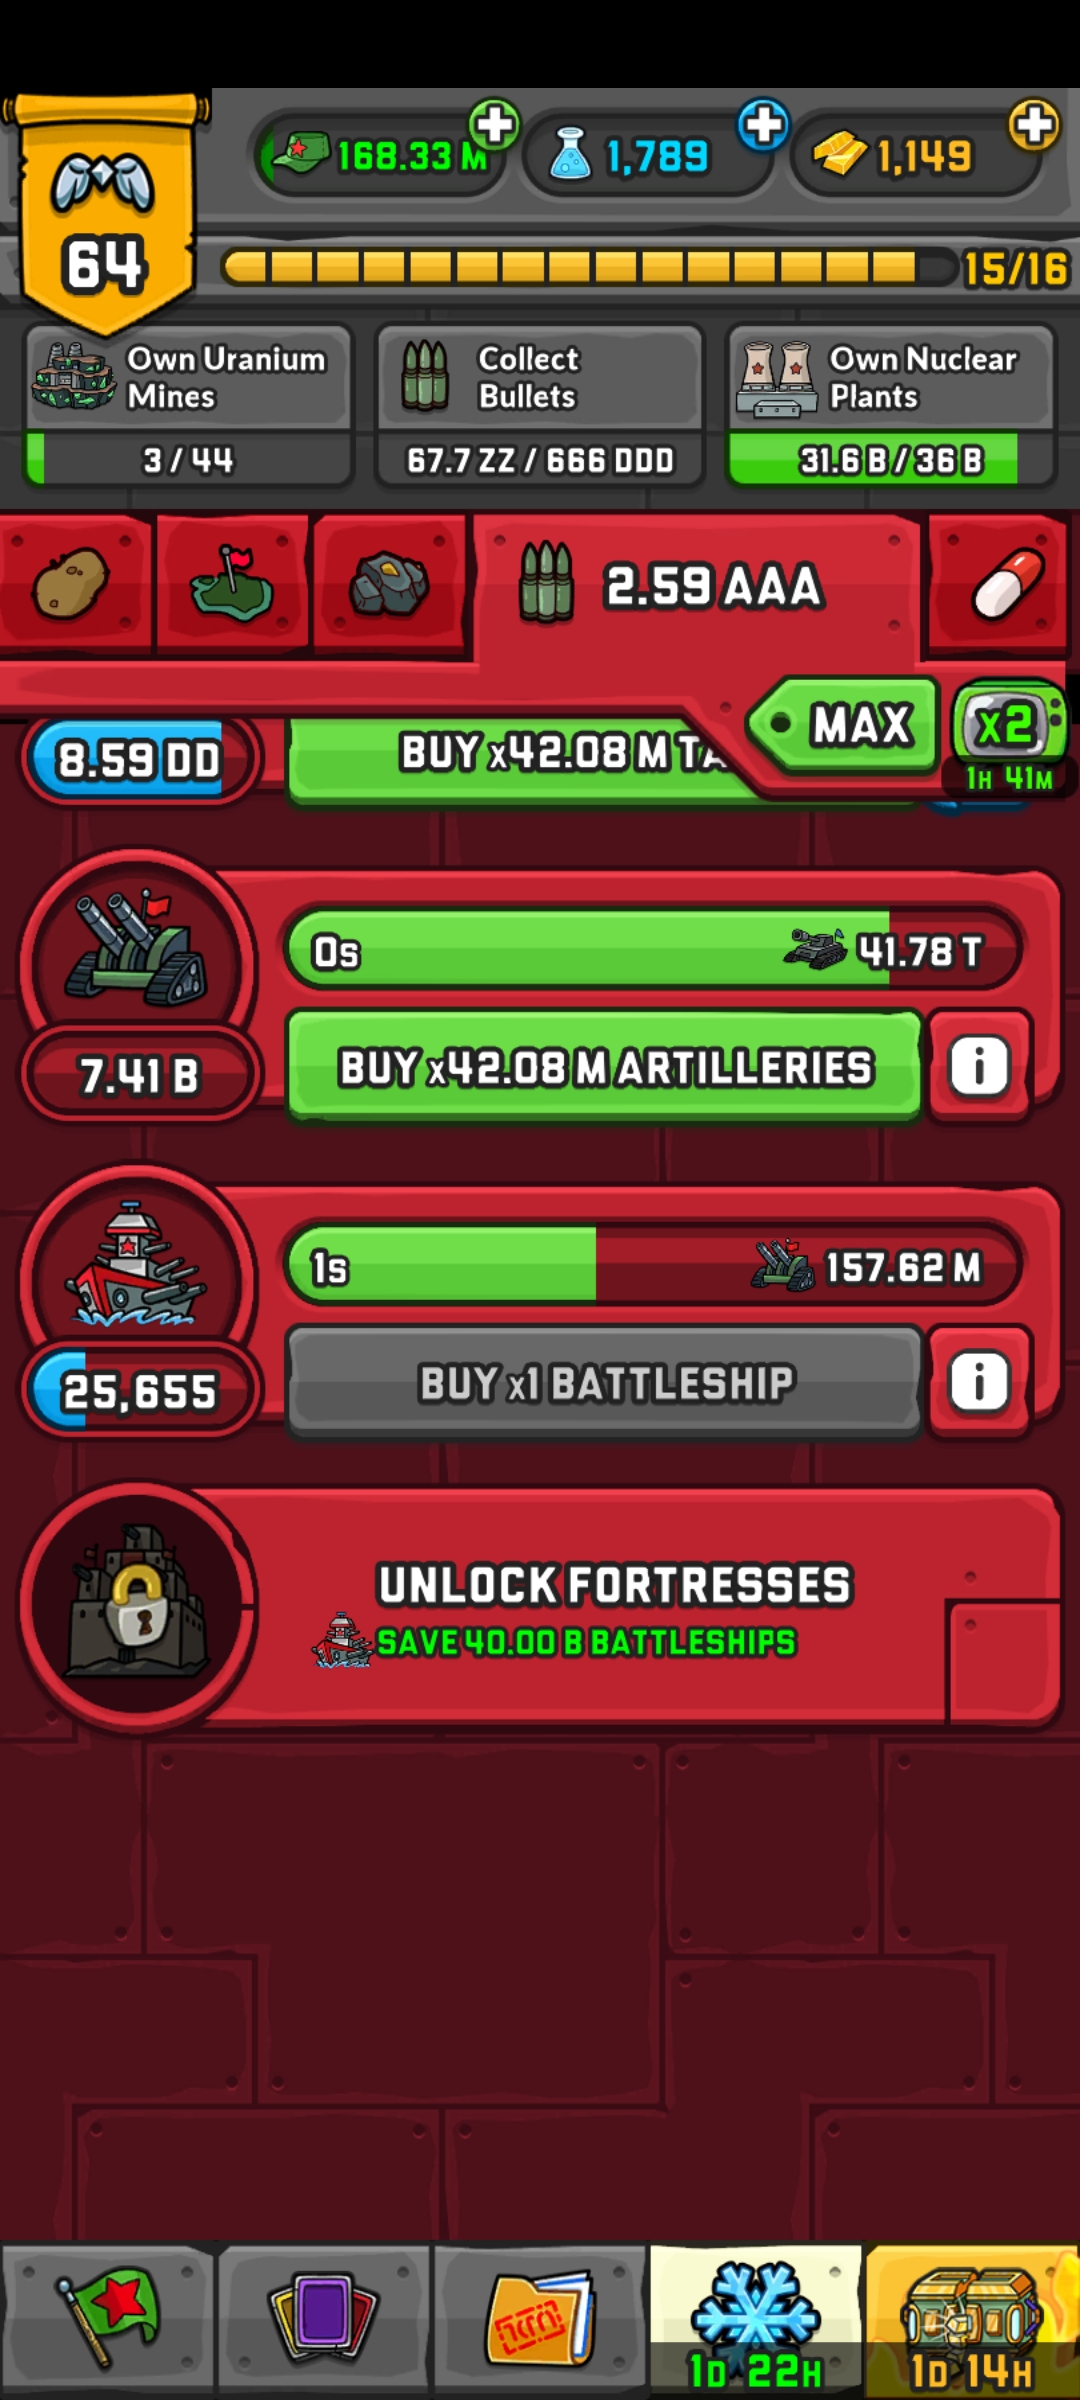 64
168.33 M
1,789
1,149
15/16
Own Uranium
Mines
3 / 44
Collect
Bullets
67.7 ZZ / 666 DDD
Own Nuclear
Plants
31.6 B / 36 B
2.59 AAA
MAX
x2
1H 41M
8.59 DD
BUY x42.08 M TA
0s
41.78 T
7.41 B
BUY x42.08 M ARTILLERIES
i
1s
157.62 M
25,655
BUY x1 BATTLESHIP
i
UNLOCK FORTRESSES
SAVE 40.00 B BATTLESHIPS
1D 22H
1D 14H